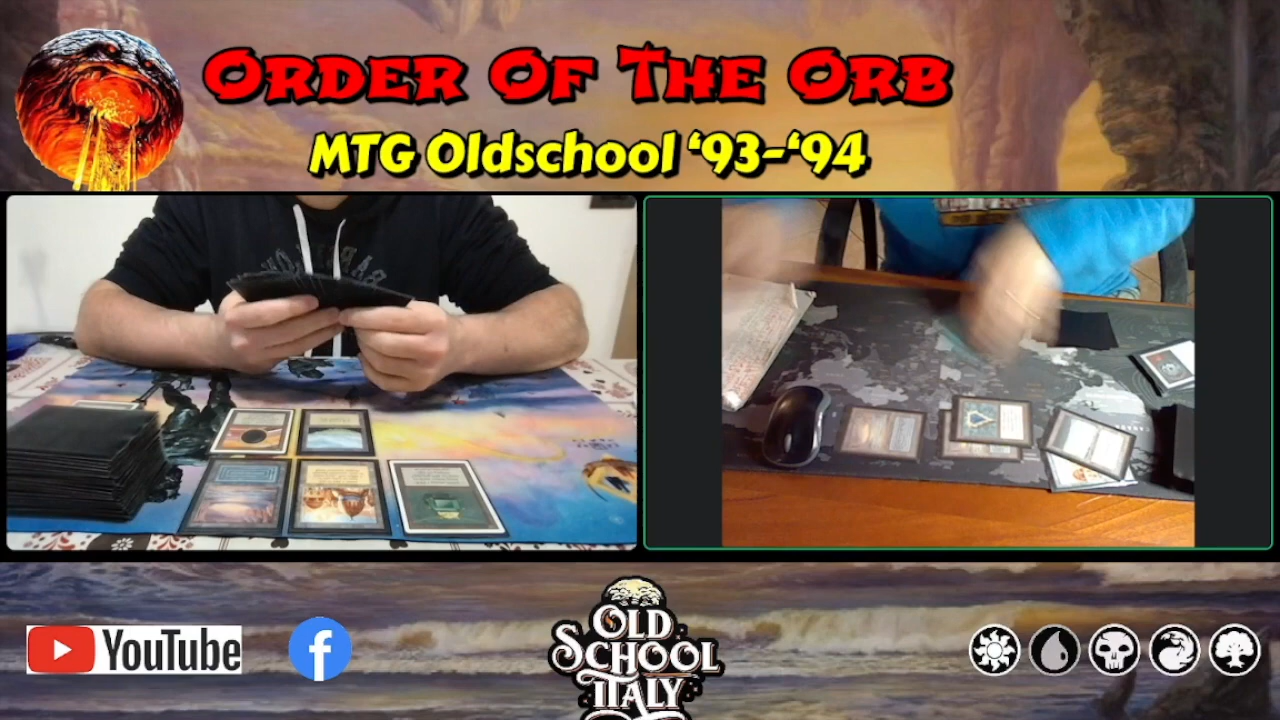 ORDER OF THE ORB
MTG Oldschool ‘93-‘94
YouTube
OLD
SCHOOL
ITALY